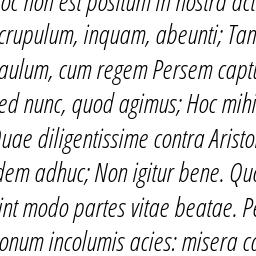 oc non est positum in nostra act
crupulum, inquam, abeunti; Tan
aulum, cum regem Persem captu
ed nunc, quod agimus; Hoc mihi
Quae diligentissime contra Aristo
dem adhuc; Non igitur bene. Qu
int modo partes vitae beatae. Pe
onum incolumis acies: misera ca